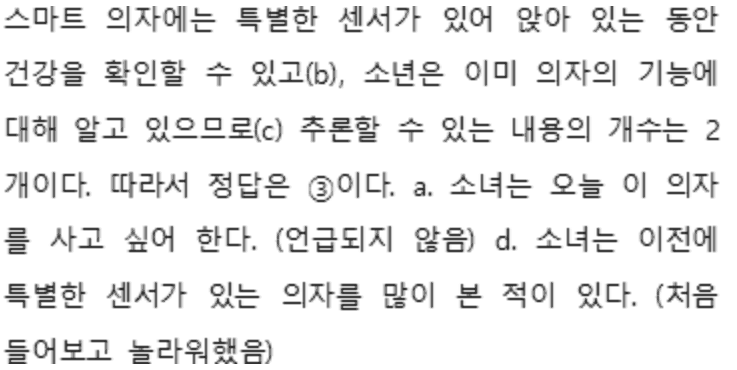 스마트 의자에는 특별한 센서가 있어 앉아 있는 동안
건강을 확인할 수 있고(b), 소년은 이미 의자의 기능에
대해 알고 있으므로(c) 추론할 수 있는 내용의 개수는 2
개이다. 따라서 정답은 ③이다. a. 소녀는 오늘 이 의자
를 사고 싶어 한다. (언급되지 않음) d. 소녀는 이전에
특별한 센서가 있는 의자를 많이 본 적이 있다. (처음
들어보고 놀라워했음)